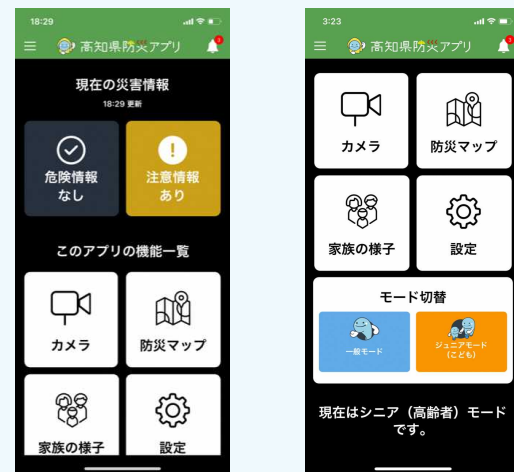 18:29
高知県防災アプリ
現在の災害情報
18:29 更新
危険情報
なし
注意情報
あり
このアプリの機能一覧
カメラ
防災マップ
家族の様子
設定
3:23
高知県防災アプリ
カメラ
防災マップ
家族の様子
設定
モード切替
一般モード
ジュニアモード
(こども)
現在はシニア(高齢者)モード
です。